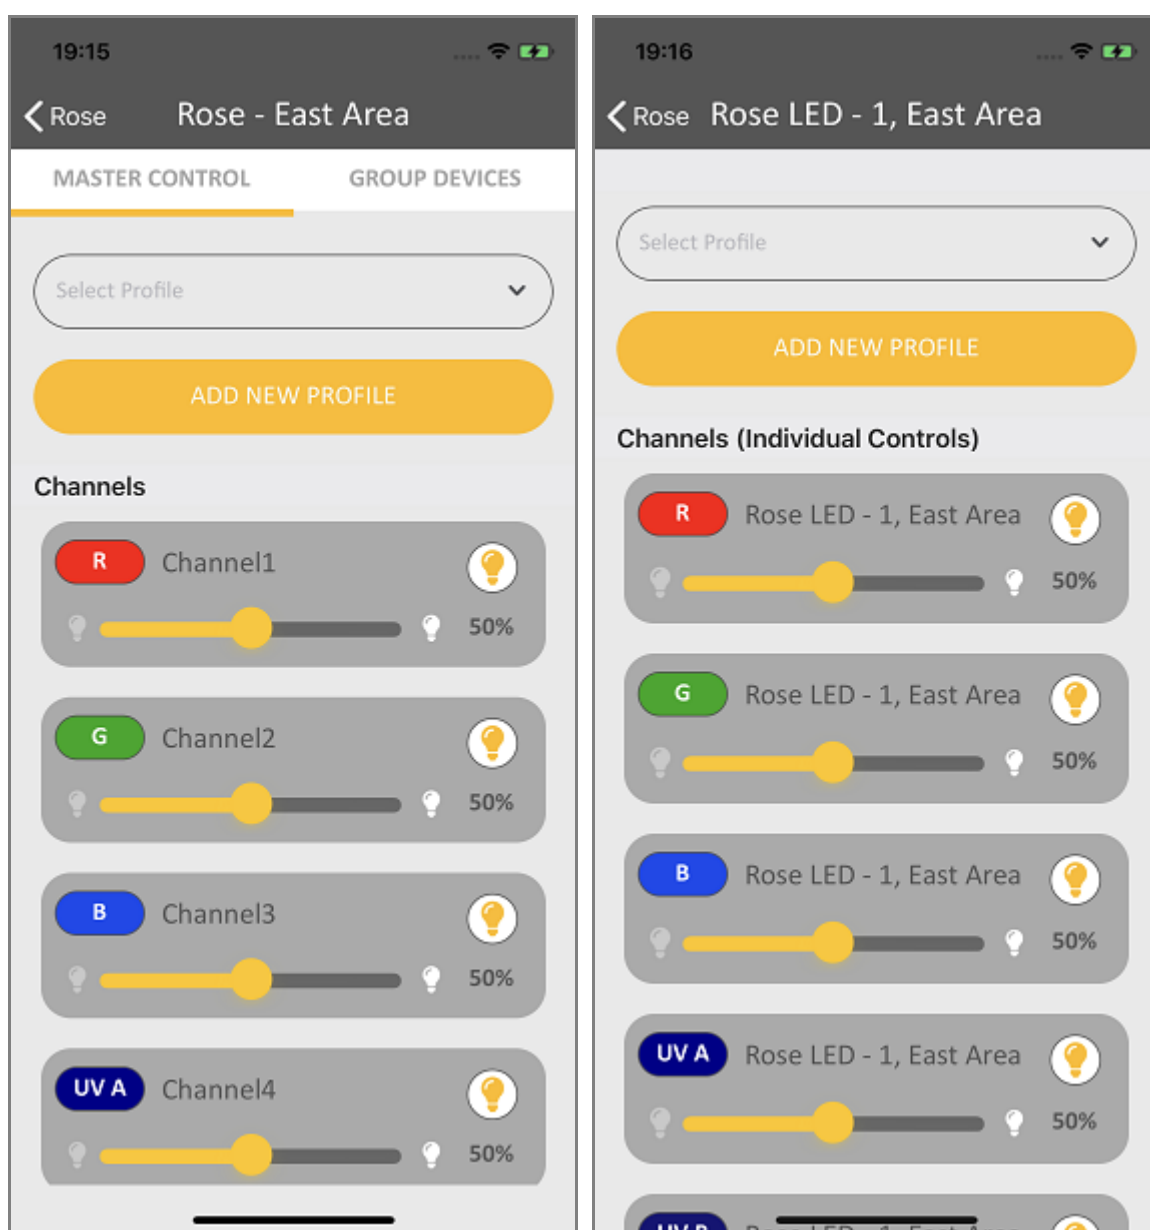 19:15
Rose Rose - East Area
MASTER CONTROL GROUP DEVICES
Select Profile
ADD NEW PROFILE
Channels
R Channel1
50%
G Channel2
50%
B Channel3
50%
UV A Channel4
50%
19:16
Rose Rose LED - 1, East Area
Select Profile
ADD NEW PROFILE
Channels (Individual Controls)
R Rose LED - 1, East Area
50%
G Rose LED - 1, East Area
50%
B Rose LED - 1, East Area
50%
UV A Rose LED - 1, East Area
50%
UV B